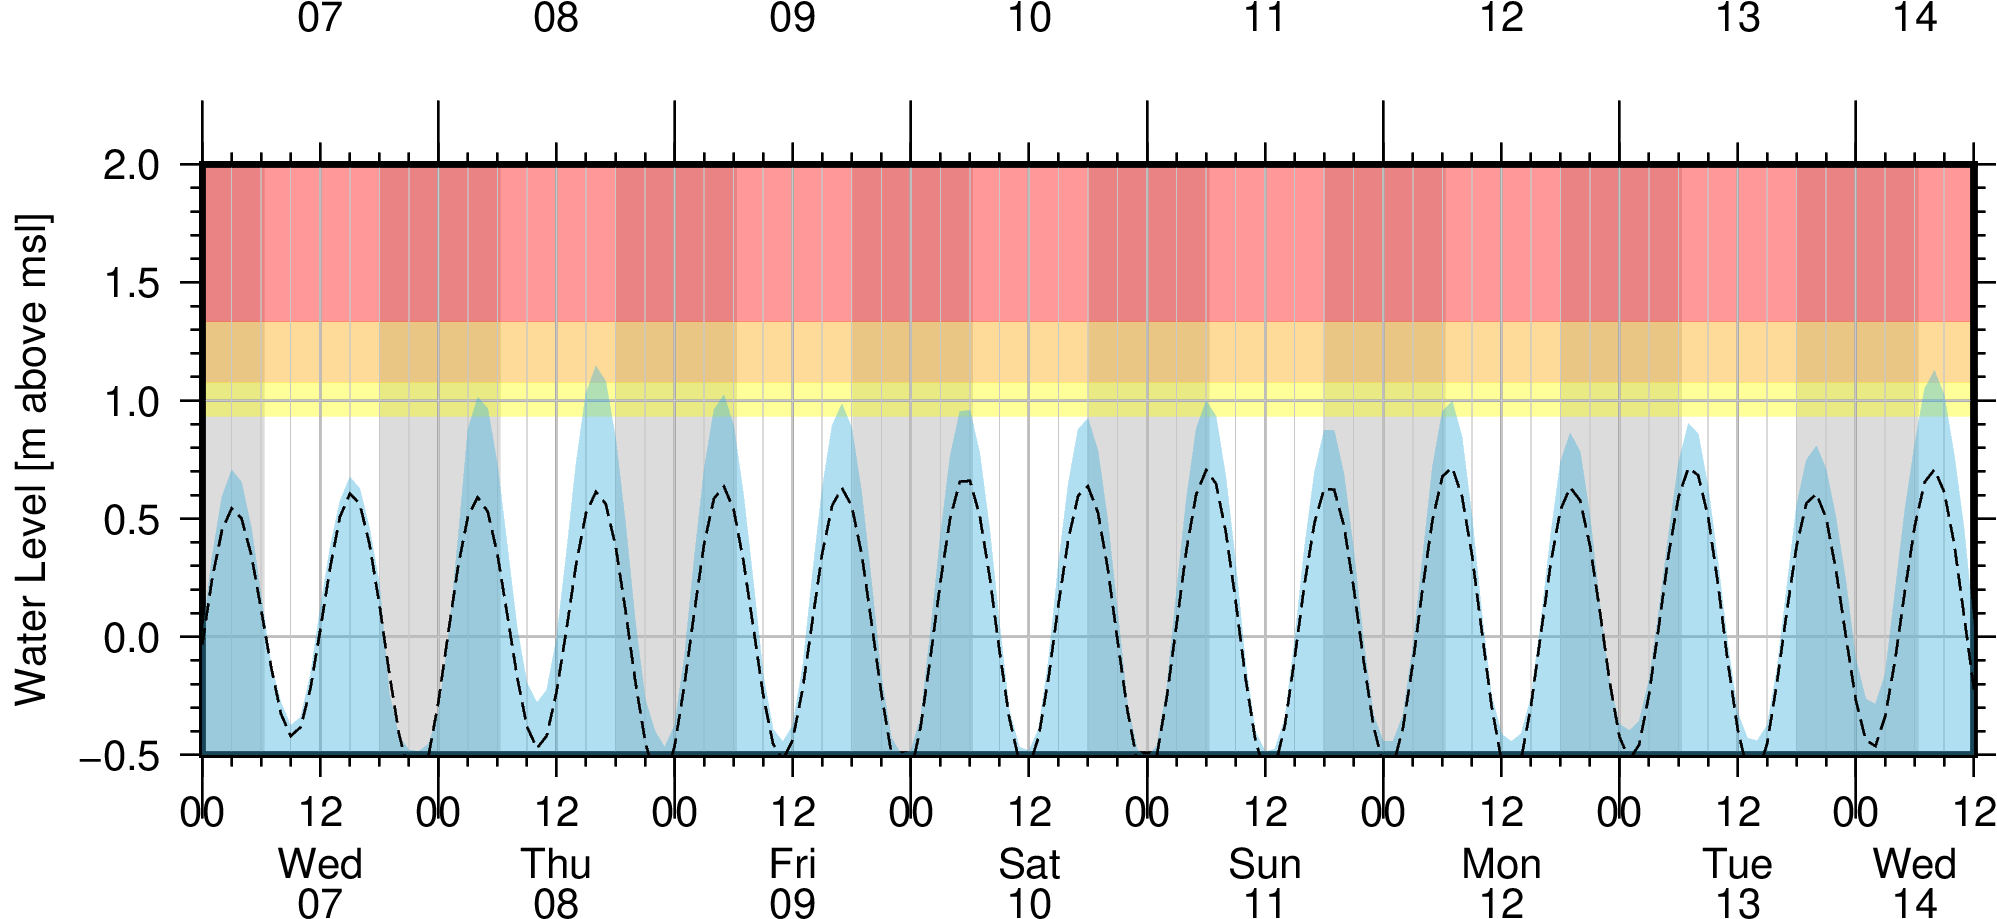 07 08 09 10 11 12 13 14
2.0
1.5
1.0
0.5
0.0
−0.5
Water Level [m above msl]
00 12 00 12 00 12 00 12 00 12 00 12 00 12 00 12
Wed Thu Fri Sat Sun Mon Tue Wed
07 08 09 10 11 12 13 14